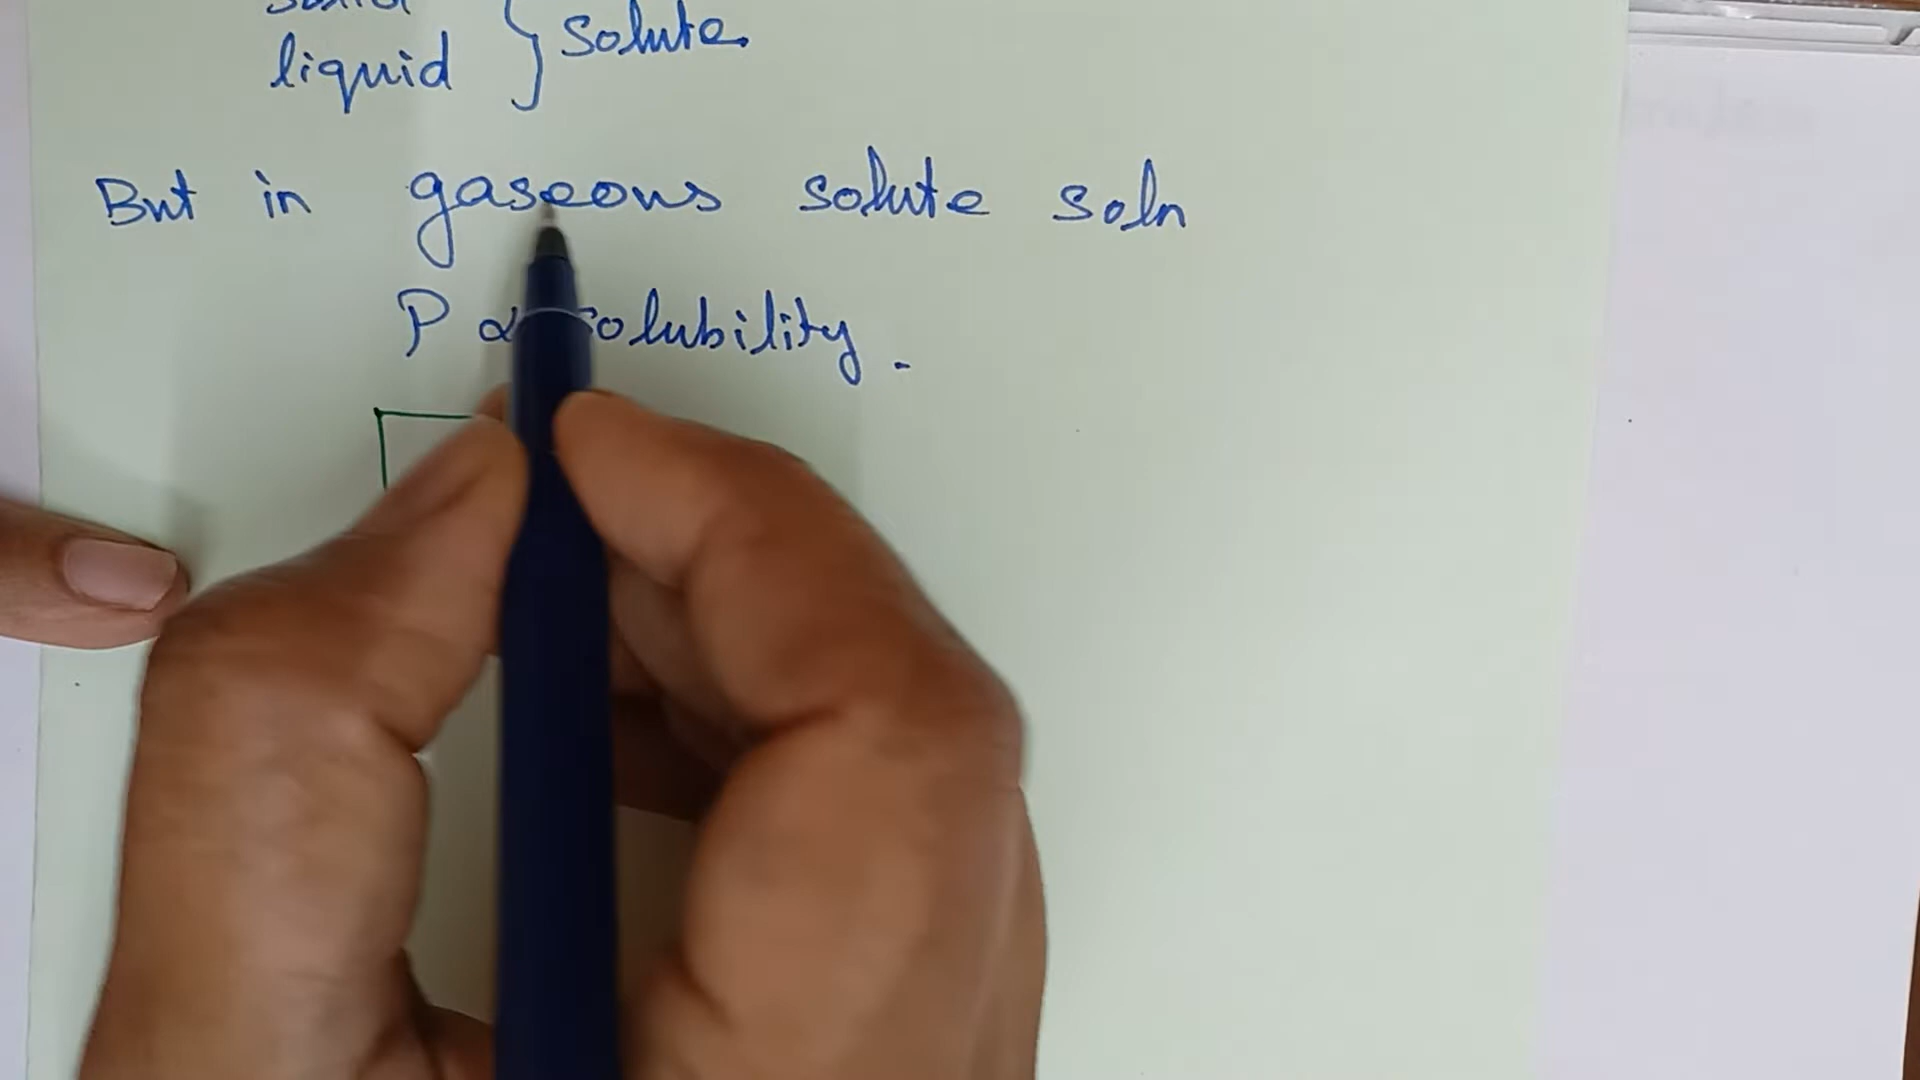 liquid } solute.
But in gaseous solute soln
P α solubility.